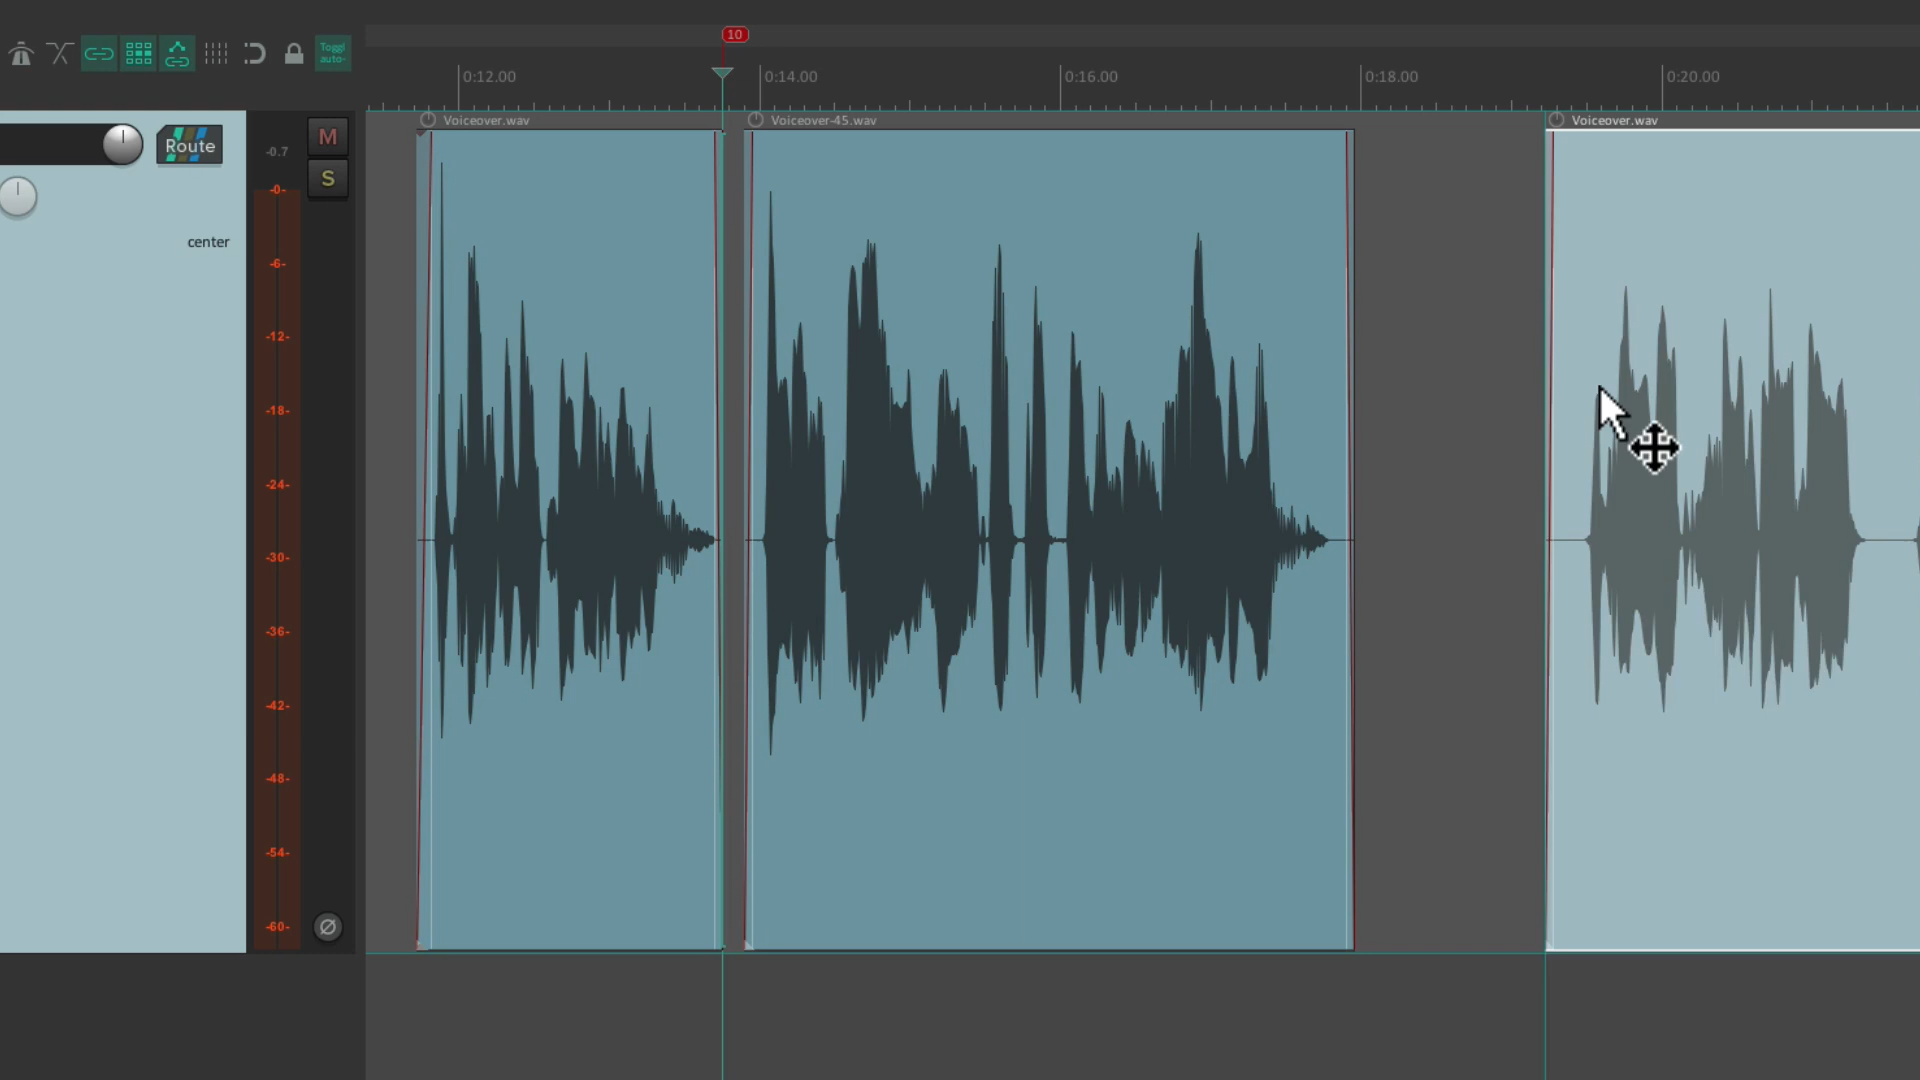 10
Toggl
auto-
0:12.00
0:14.00
0:16.00
0:18.00
0:20.00
Voiceover.wav
Voiceover-45.wav
Voiceover.wav
Route
-0.7
M
S
center
-0-
-6-
-12-
-18-
-24-
-30-
-36-
-42-
-48-
-54-
-60-